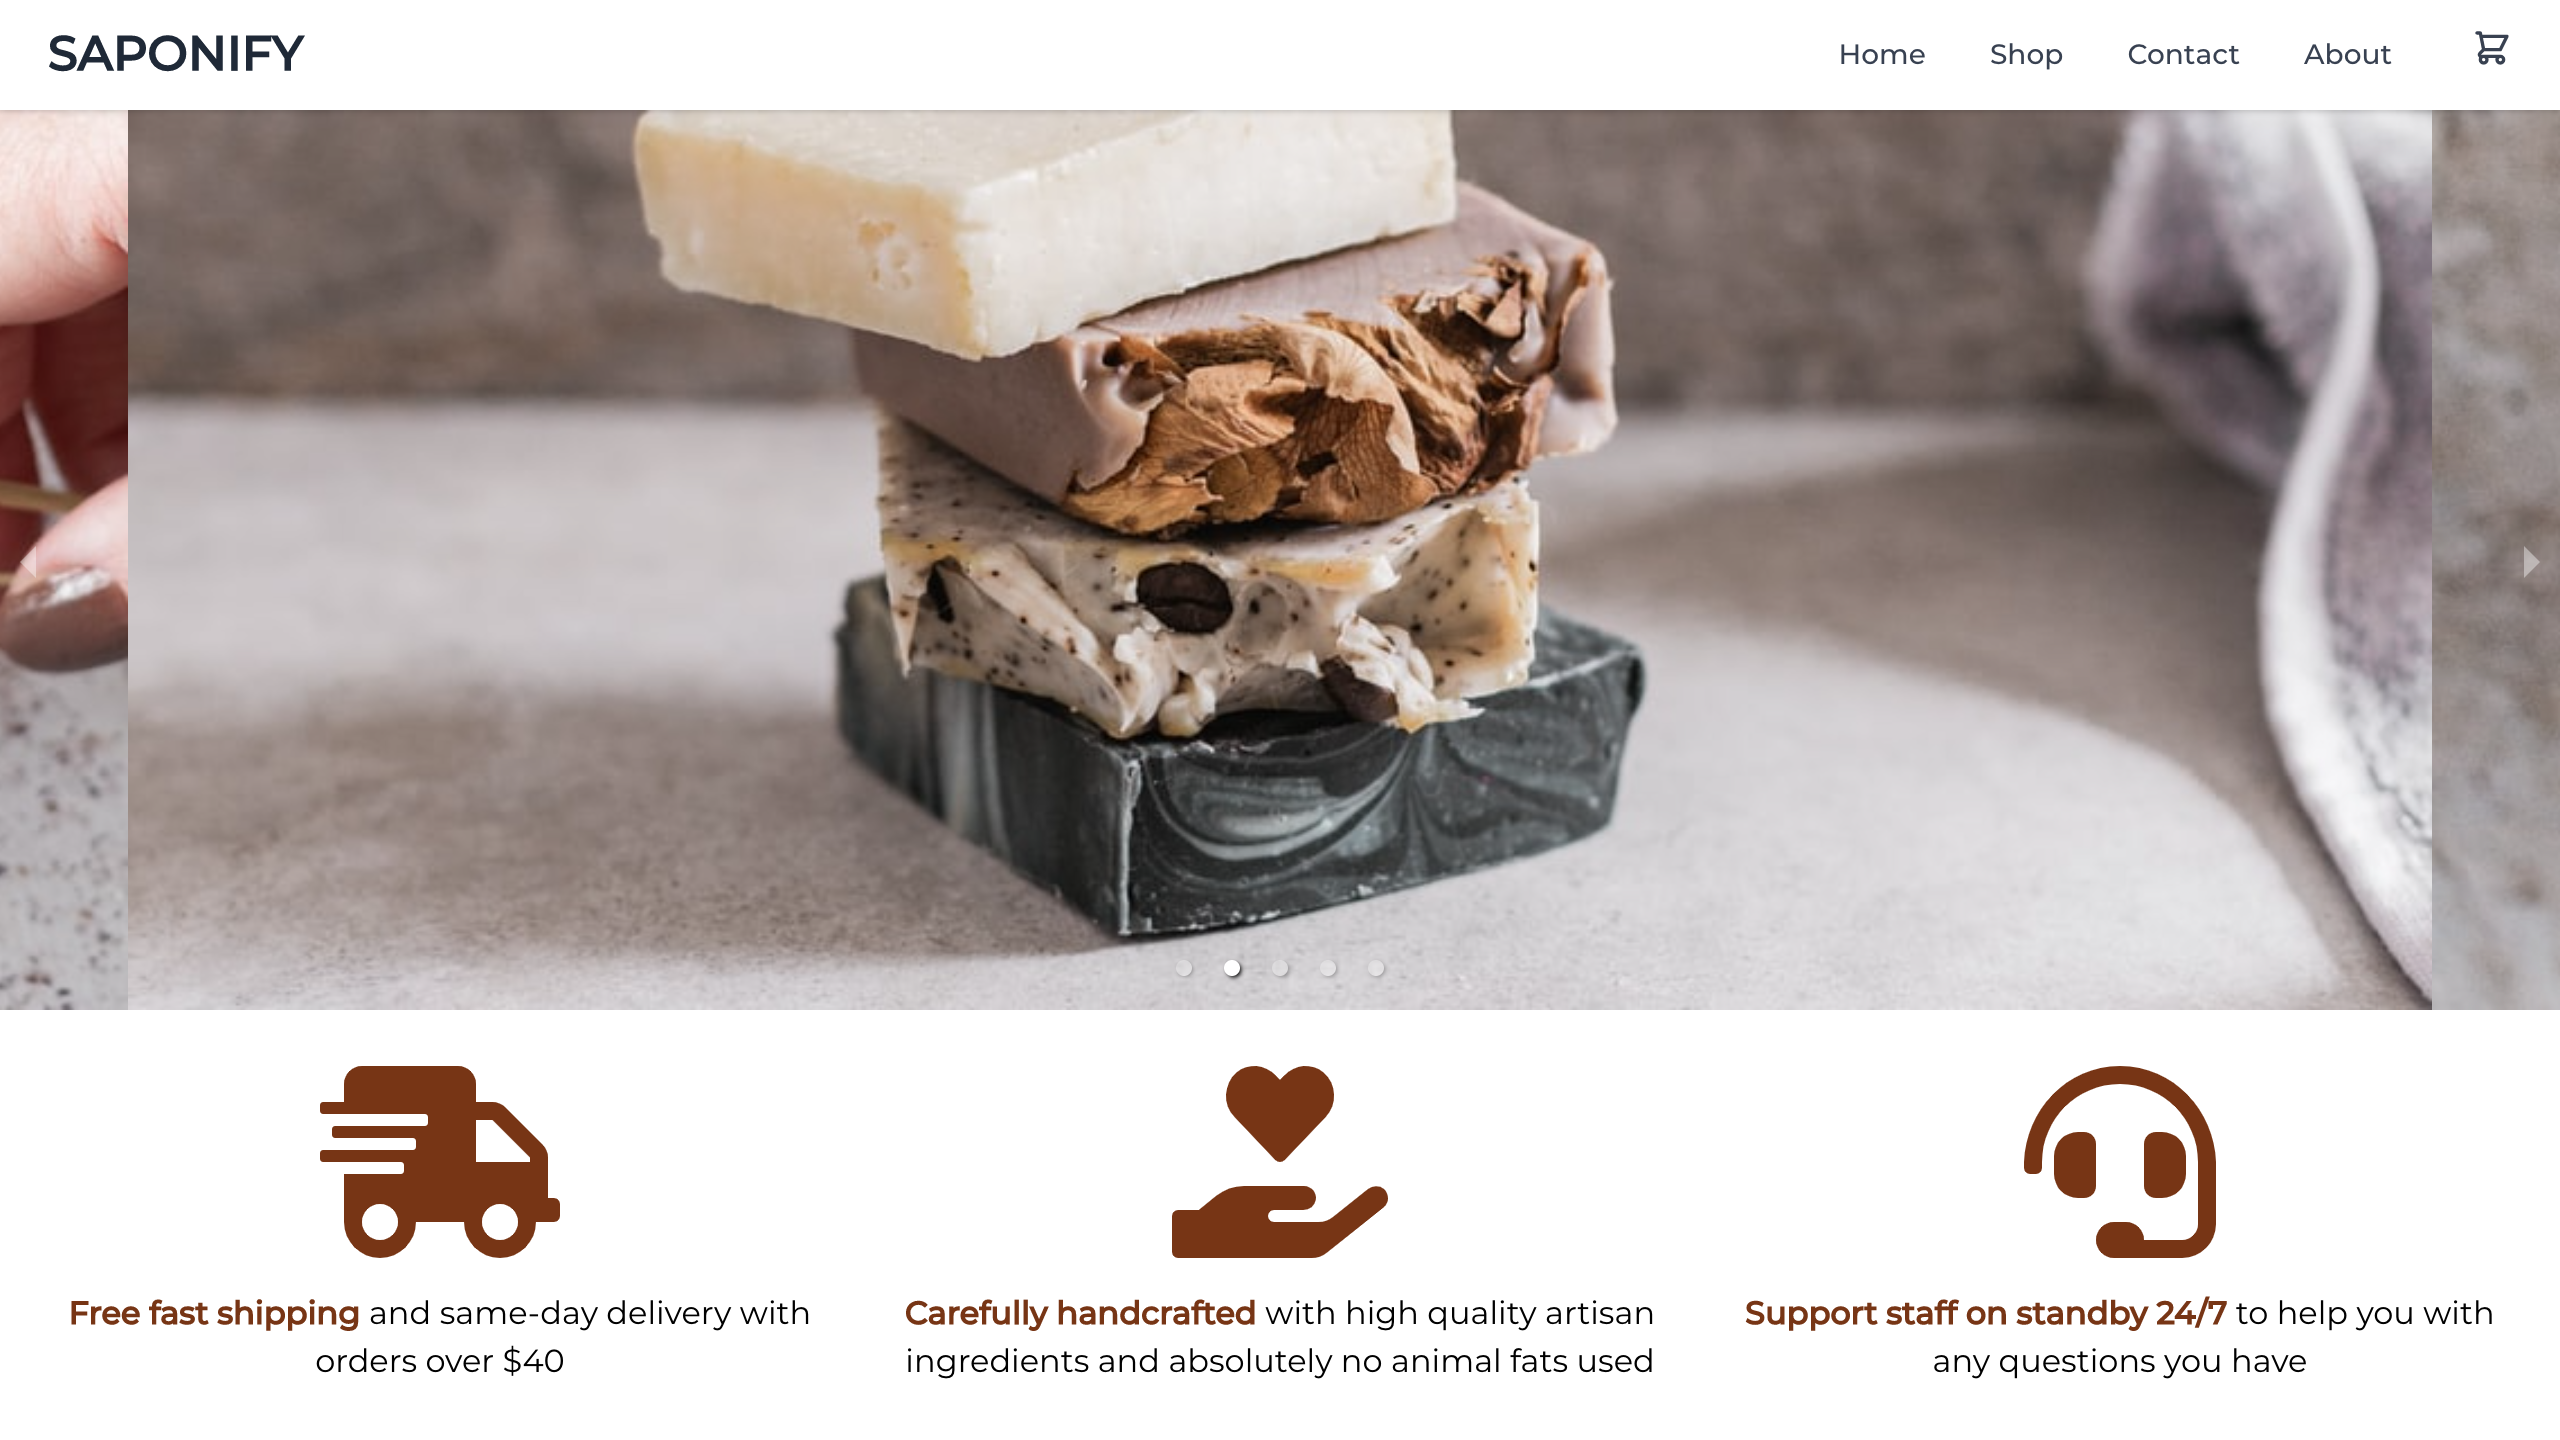 SAPONIFY
Home
Shop
Contact
About
Free fast shipping and same-day delivery with
orders over $40
Carefully handcrafted with high quality artisan
ingredients and absolutely no animal fats used
Support staff on standby 24/7 to help you with
any questions you have